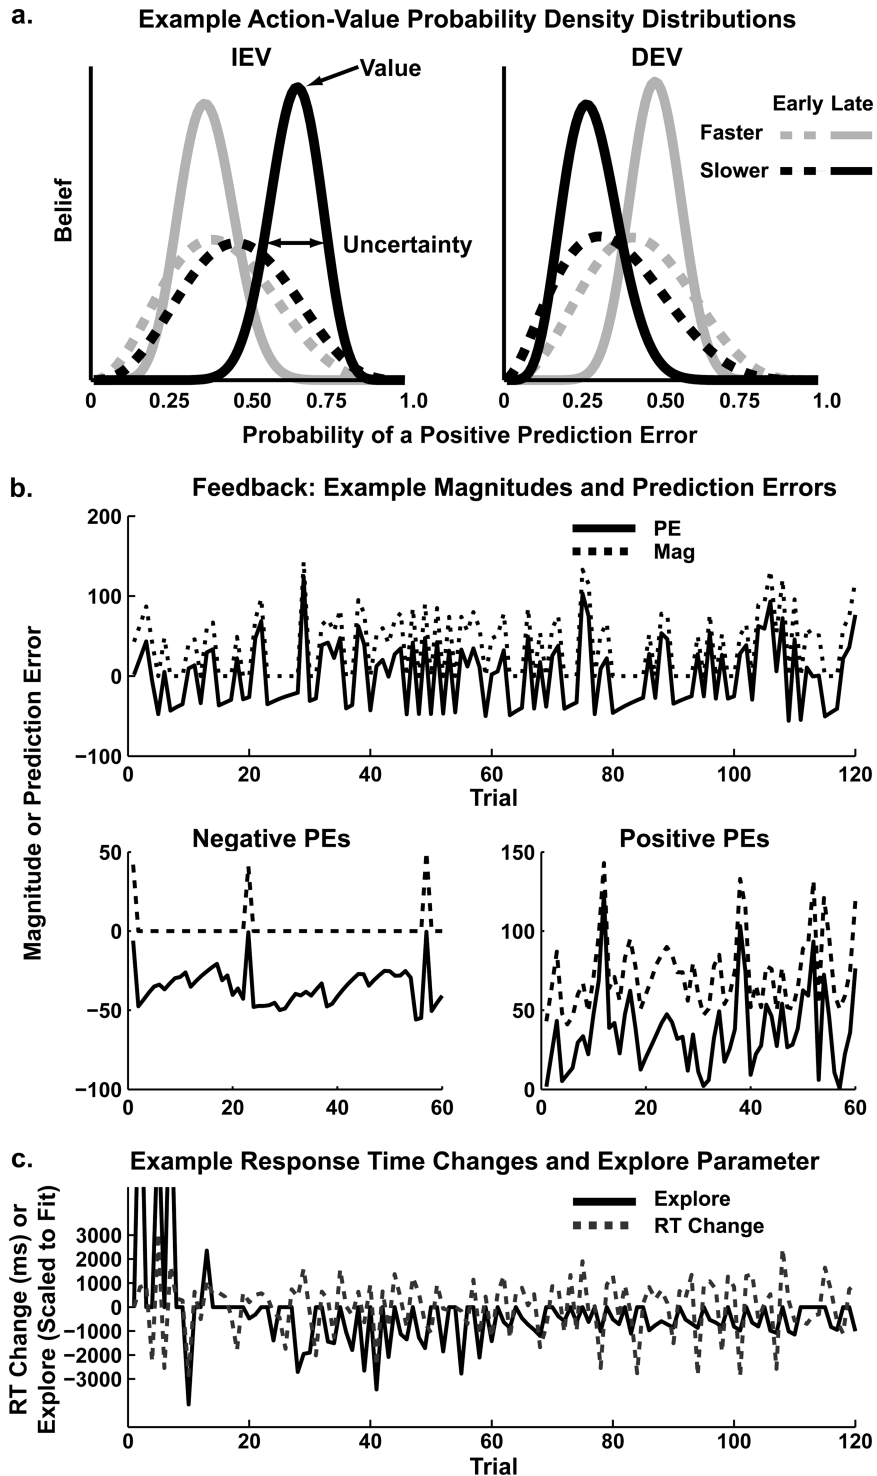 a.
Example Action-Value Probability Density Distributions
IEV
DEV
Value
Early Late
Faster
Slower
Belief
Uncertainty
0 0.25 0.50 0.75 1.0
0 0.25 0.50 0.75 1.0
Probability of a Positive Prediction Error
b.
Feedback: Example Magnitudes and Prediction Errors
Magnitude or Prediction Error
200
100
0
−100
PE
Mag
0 20 40 60 80 100 120
Trial
Negative PEs
50
0
−50
−100
0 20 40 60
Positive PEs
150
100
50
0
0 20 40 60
c.
Example Response Time Changes and Explore Parameter
RT Change (ms) or
Explore (Scaled to Fit)
3000
2000
1000
0
−1000
−2000
−3000
Explore
RT Change
0 20 40 60 80 100 120
Trial